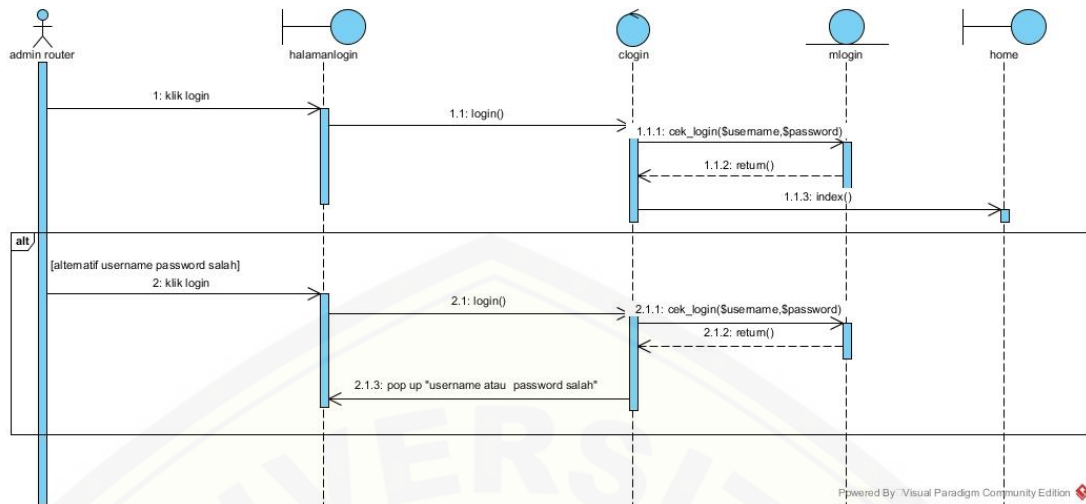 admin router
halamanlogin
clogin
mlogin
home
1: klik login
1.1: login()
1.1.1: cek_login($username,$password)
1.1.2: return()
1.1.3: index()
alt
[alternatif username password salah]
2: klik login
2.1: login()
2.1.1: cek_login($username,$password)
2.1.2: return()
2.1.3: pop up "username atau password salah"
VERSIT
Powered By Visual Paradigm Community Edition